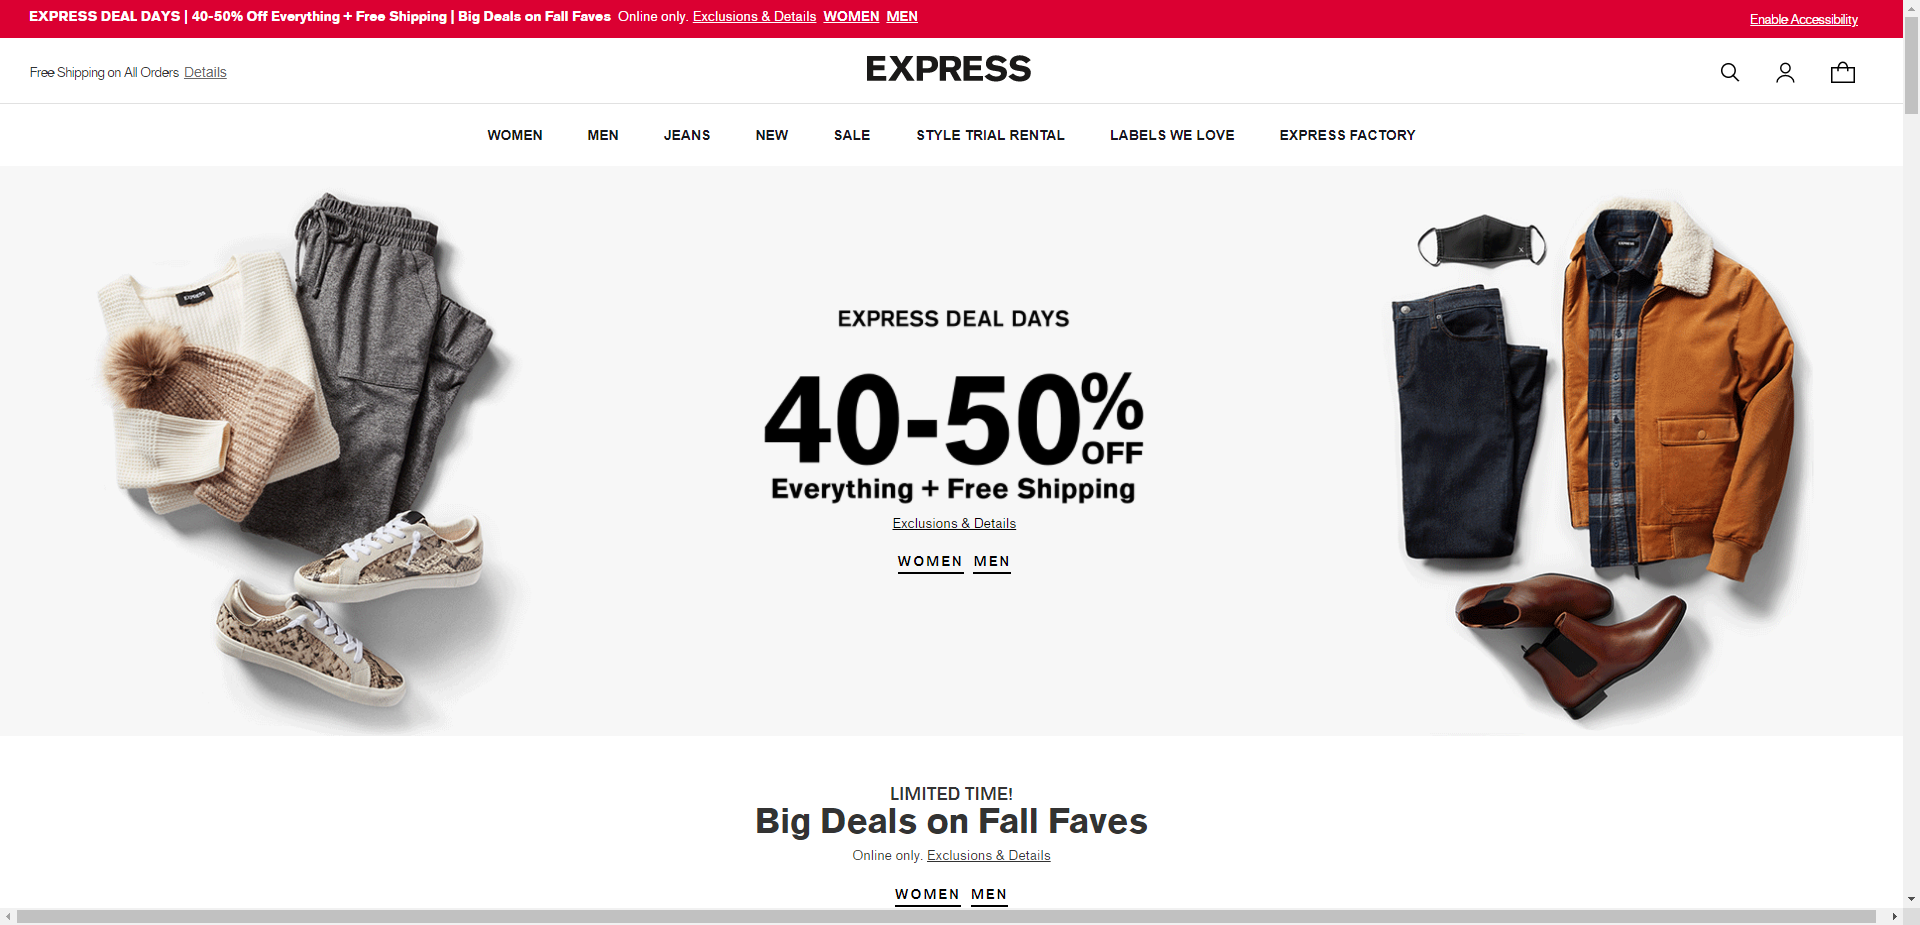 EXPRESS DEAL DAYS | 40-50% Off Everything + Free Shipping | Big Deals on Fall Faves Online only. Exclusions & Details WOMEN MEN
Enable Accessibility
Free Shipping on All Orders Details
EXPRESS
WOMEN MEN JEANS NEW SALE STYLE TRIAL RENTAL LABELS WE LOVE EXPRESS FACTORY
EXPRESS
EXPRESS
EXPRESS DEAL DAYS
40-50% OFF
Everything + Free Shipping
Exclusions & Details
WOMEN MEN
LIMITED TIME!
Big Deals on Fall Faves
Online only. Exclusions & Details
WOMEN MEN